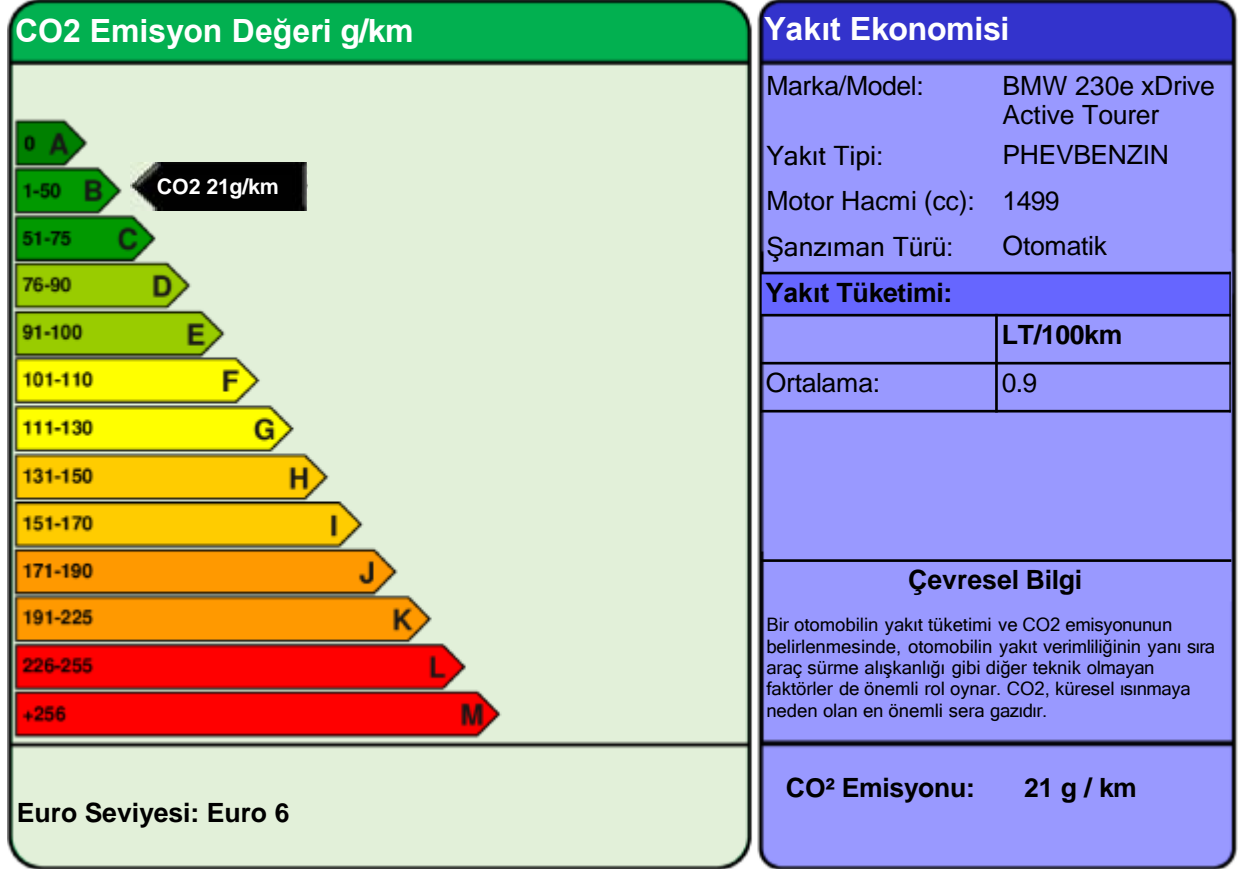 CO2 Emisyon Değeri g/km
0 A
1-50 B
CO2 21g/km
51-75 C
76-90 D
91-100 E
101-110 F
111-130 G
131-150 H
151-170 I
171-190 J
191-225 K
226-255 L
+256 M
Euro Seviyesi: Euro 6
Yakıt Ekonomisi
Marka/Model: BMW 230e xDrive
Active Tourer
Yakıt Tipi: PHEVBENZIN
Motor Hacmi (cc): 1499
Şanzıman Türü: Otomatik
Yakıt Tüketimi:
LT/100km
Ortalama: 0.9
Çevresel Bilgi
Bir otomobilin yakıt tüketimi ve CO2 emisyonunun
belirlenmesinde, otomobilin yakıt verimliliğinin yanı sıra
araç sürme alışkanlığı gibi diğer teknik olmayan
faktörler de önemli rol oynar. CO2, küresel ısınmaya
neden olan en önemli sera gazıdır.
CO² Emisyonu: 21 g / km